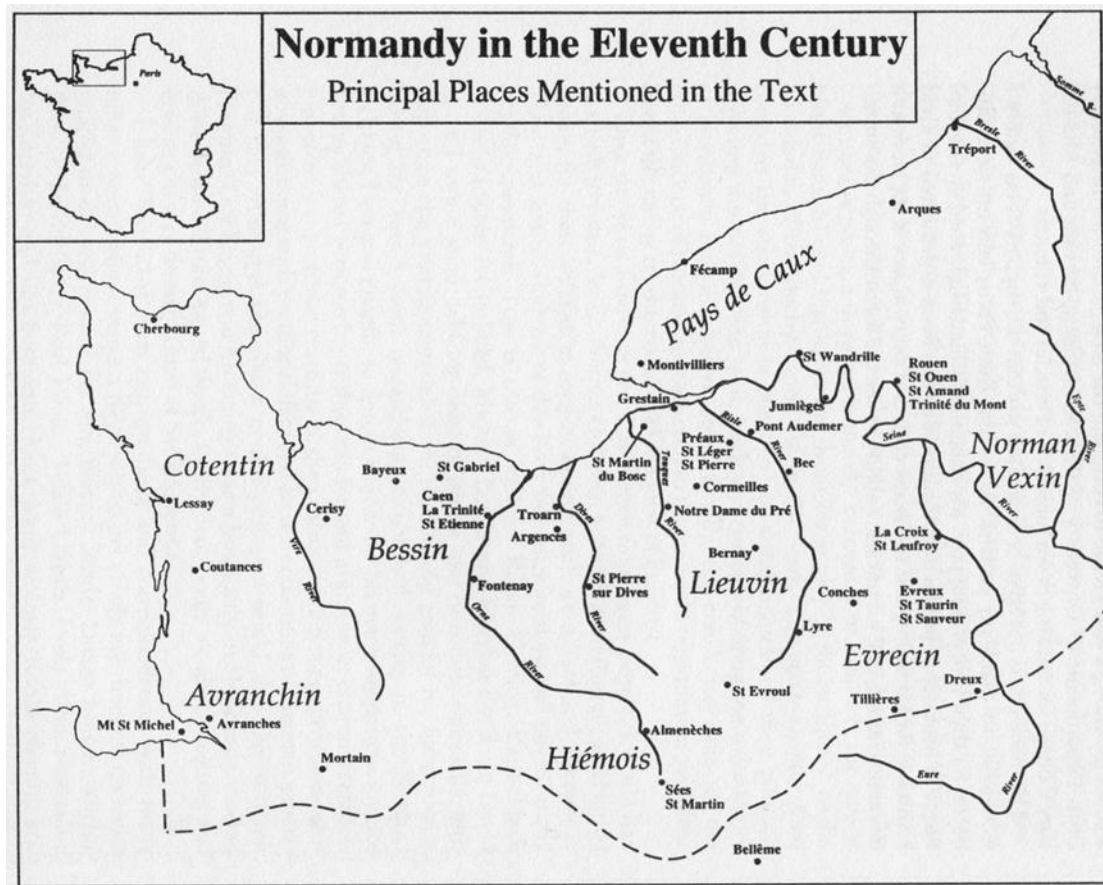 Normandy in the Eleventh Century
Principal Places Mentioned in the Text
Paris
Somme R.
Bresle
River
Tréport
Arques
Fécamp
Pays de Caux
Cherbourg
Montivilliers
St Wandrille
Rouen
St Ouen
St Amand
Trinité du Mont
Grestain
Jumièges
Risle
River
Pont Audemer
Seine
River
Epte
River
Norman
Vexin
Cotentin
Bayeux
St Gabriel
St Martin
du Bosc
Touques
River
Préaux
St Léger
St Pierre
Bec
Cormeilles
Lessay
Cerisy
Caen
La Trinité
St Etienne
Troarn
Argences
Dives
River
Notre Dame du Pré
La Croix
St Leufroy
Bessin
Vire
River
Bernay
Coutances
Fontenay
St Pierre
sur Dives
Lieuvin
Conches
Evreux
St Taurin
St Sauveur
Orne
River
Lyre
Evrecin
Avranchin
St Evroul
Dreux
Tillières
Mt St Michel
Avranches
Almenèches
Mortain
Hiémois
Sées
St Martin
Eure
River
Bellême